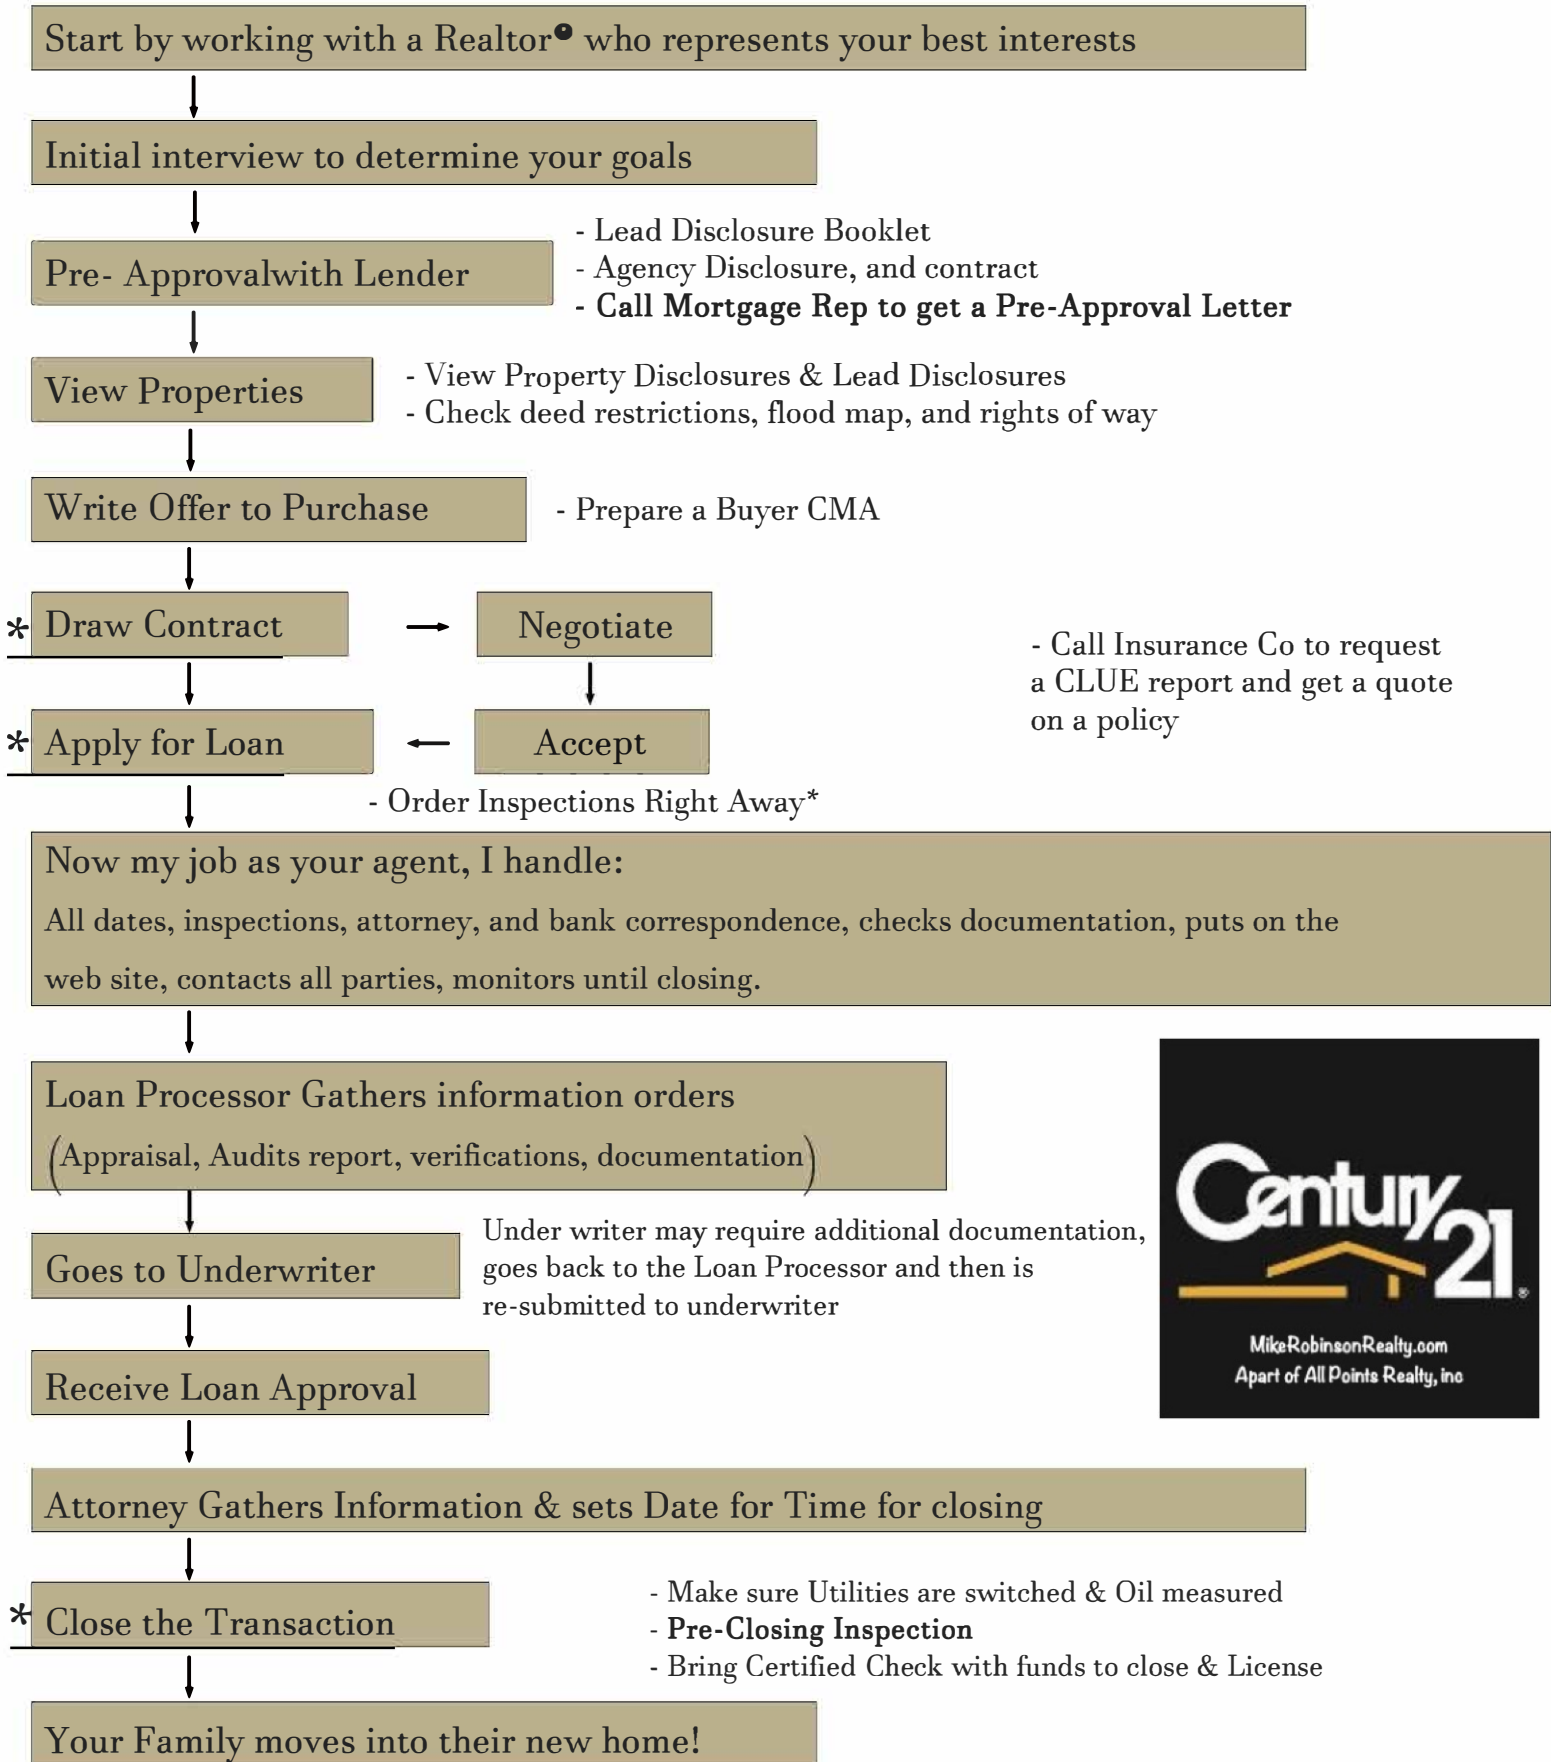 Start by working with a Realtor® who represents your best interests
Initial interview to determine your goals
Pre- Approvalwith Lender
- Lead Disclosure Booklet
- Agency Disclosure, and contract
- Call Mortgage Rep to get a Pre-Approval Letter
View Properties
- View Property Disclosures & Lead Disclosures
- Check deed restrictions, flood map, and rights of way
Write Offer to Purchase
- Prepare a Buyer CMA
* Draw Contract
Negotiate
- Call Insurance Co to request
a CLUE report and get a quote
on a policy
* Apply for Loan
Accept
- Order Inspections Right Away*
Now my job as your agent, I handle:
All dates, inspections, attorney, and bank correspondence, checks documentation, puts on the
web site, contacts all parties, monitors until closing.
Loan Processor Gathers information orders
(Appraisal, Audits report, verifications, documentation)
Goes to Underwriter
Under writer may require additional documentation,
goes back to the Loan Processor and then is
re-submitted to underwriter
Century 21®
MikeRobinsonRealty.com
Apart of All Points Realty, inc
Receive Loan Approval
Attorney Gathers Information & sets Date for Time for closing
* Close the Transaction
- Make sure Utilities are switched & Oil measured
- Pre-Closing Inspection
- Bring Certified Check with funds to close & License
Your Family moves into their new home!